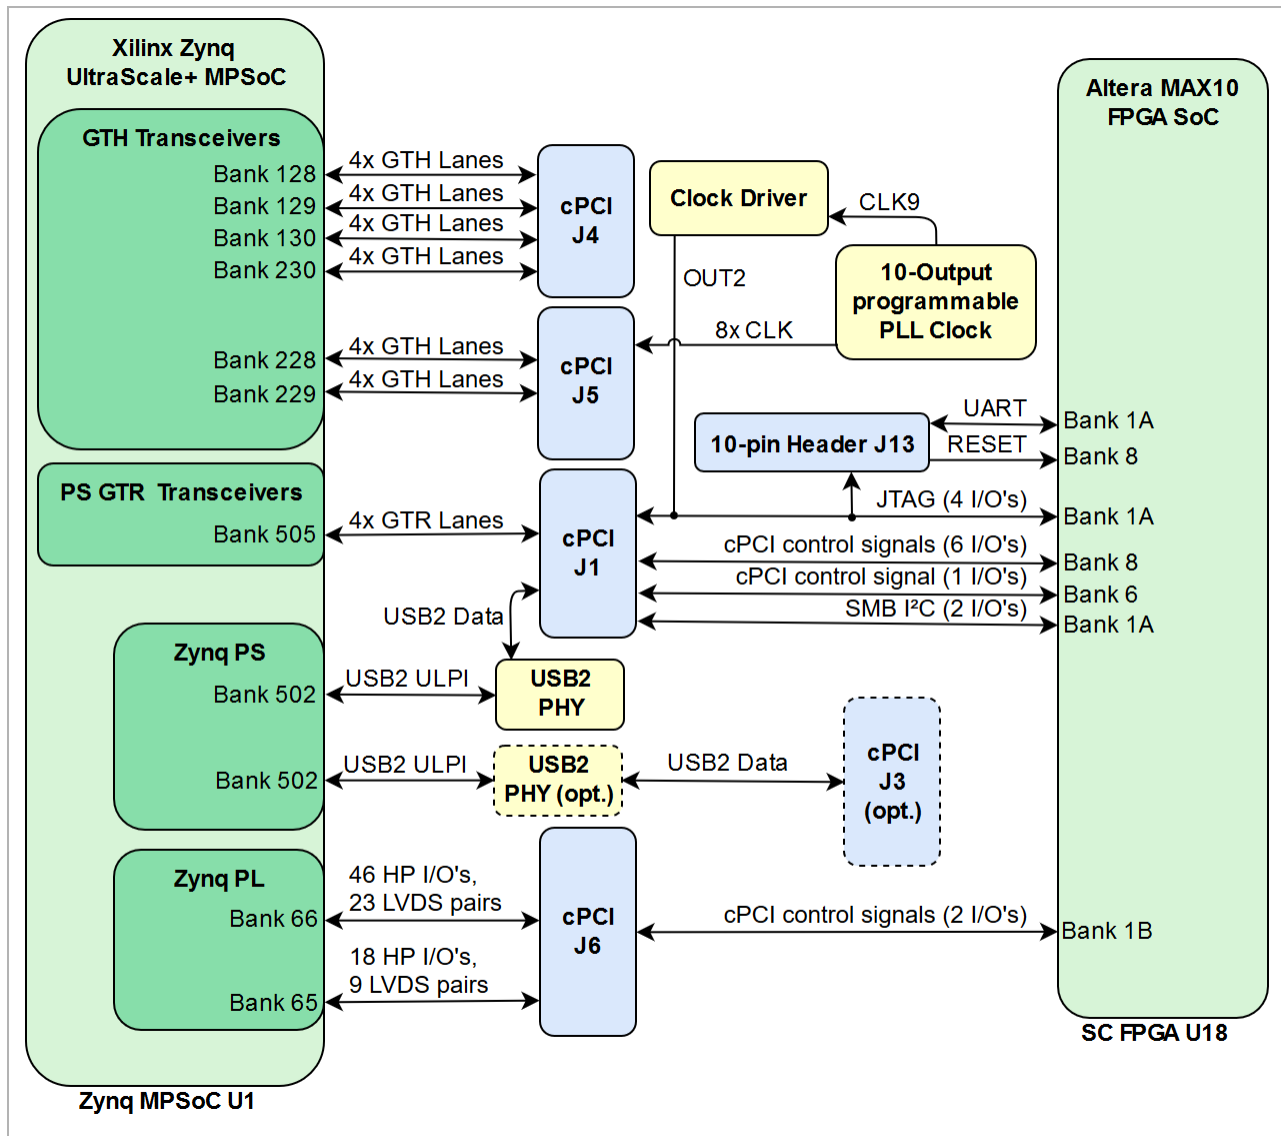 Xilinx Zynq
UltraScale+ MPSoC
GTH Transceivers
Bank 128
Bank 129
Bank 130
Bank 230
Bank 228
Bank 229
PS GTR Transceivers
Bank 505
Zynq PS
Bank 502
Bank 502
Zynq PL
Bank 66
Bank 65
Zynq MPSoC U1
4x GTH Lanes
4x GTH Lanes
4x GTH Lanes
4x GTH Lanes
4x GTH Lanes
4x GTH Lanes
4x GTR Lanes
USB2 Data
USB2 ULPI
USB2 ULPI
46 HP I/O's,
23 LVDS pairs
18 HP I/O's,
9 LVDS pairs
cPCI
J4
cPCI
J5
cPCI
J1
USB2
PHY
USB2
PHY (opt.)
cPCI
J6
Clock Driver
CLK9
10-Output
programmable
PLL Clock
OUT2
8x CLK
10-pin Header J13
UART
RESET
JTAG (4 I/O's)
cPCI control signals (6 I/O's)
cPCI control signal (1 I/O's)
SMB I²C (2 I/O's)
USB2 Data
cPCI
J3
(opt.)
cPCI control signals (2 I/O's)
Altera MAX10
FPGA SoC
Bank 1A
Bank 8
Bank 1A
Bank 8
Bank 6
Bank 1A
Bank 1B
SC FPGA U18